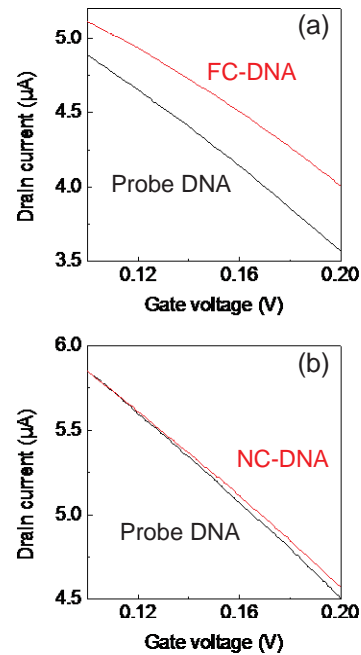 (a)
5.0
4.5
4.0
3.5
FC-DNA
Probe DNA
Drain current (µA)
0.12 0.16 0.20
Gate voltage (V)
(b)
6.0
5.5
5.0
4.5
NC-DNA
Probe DNA
Drain current (µA)
0.12 0.16 0.20
Gate voltage (V)